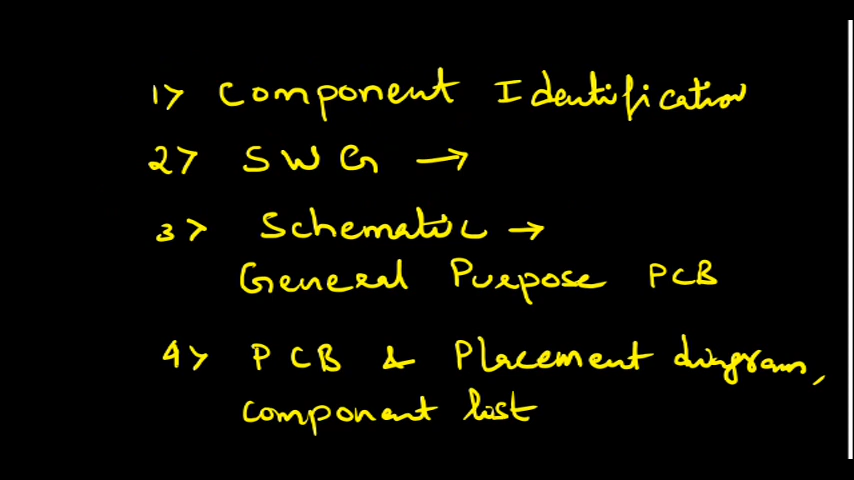 1> Component Identification
2> SWG →
3> Schematic →
General Purpose PCB
4> PCB & Placement diagram,
component list